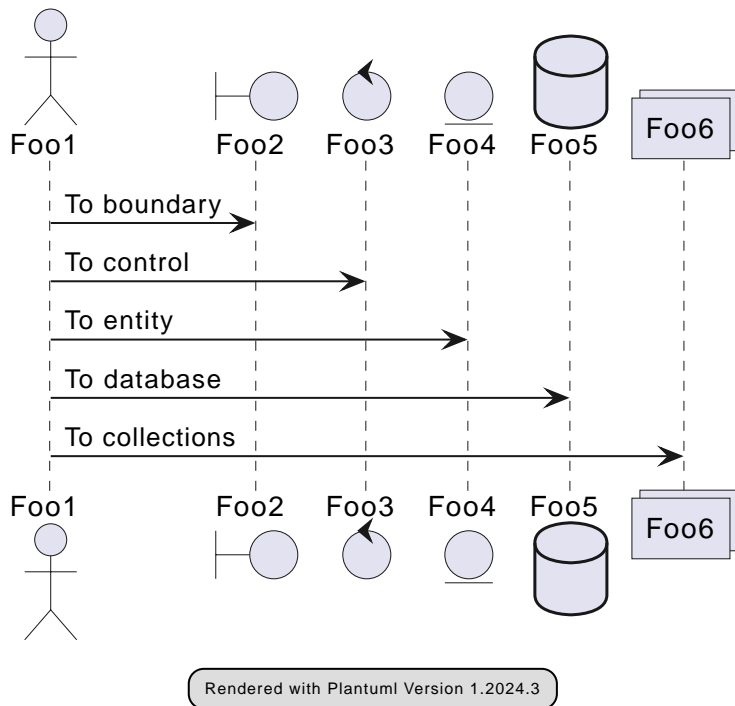 Foo1 Foo2 Foo3 Foo4 Foo5 Foo6
To boundary
To control
To entity
To database
To collections
Foo1 Foo2 Foo3 Foo4 Foo5 Foo6
Rendered with Plantuml Version 1.2024.3